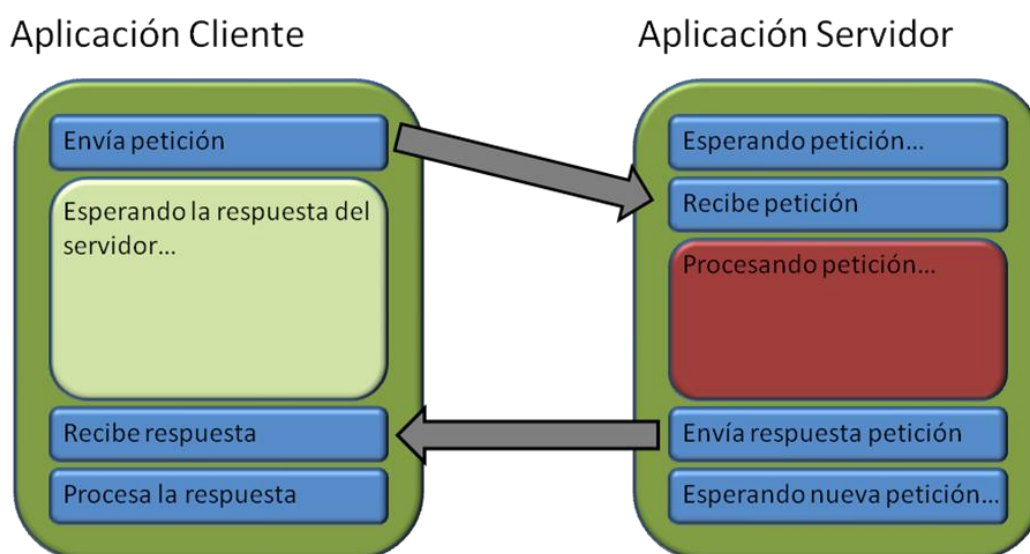 Aplicación Cliente
Envía petición
Esperando la respuesta del
servidor...
Recibe respuesta
Procesa la respuesta
Aplicación Servidor
Esperando petición...
Recibe petición
Procesando petición...
Envía respuesta petición
Esperando nueva petición...